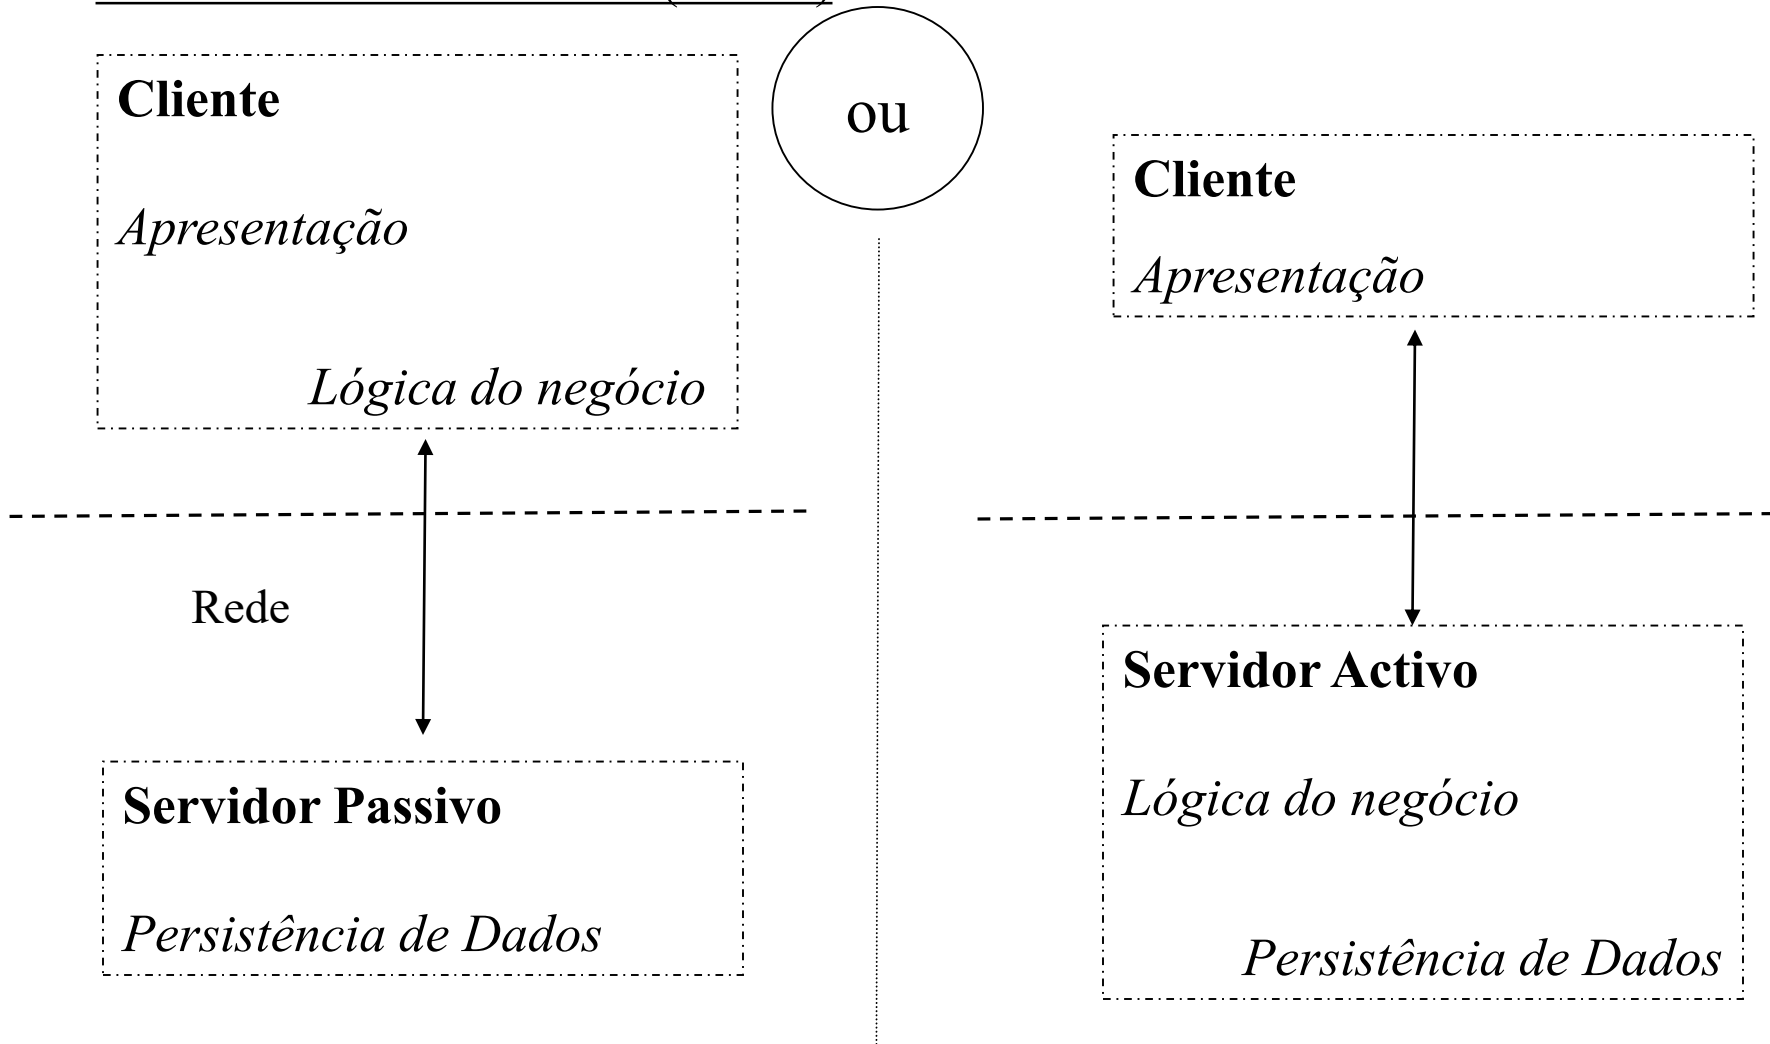 Cliente
Apresentação
Lógica do negócio
Rede
Servidor Passivo
Persistência de Dados
ou
Cliente
Apresentação
Servidor Activo
Lógica do negócio
Persistência de Dados